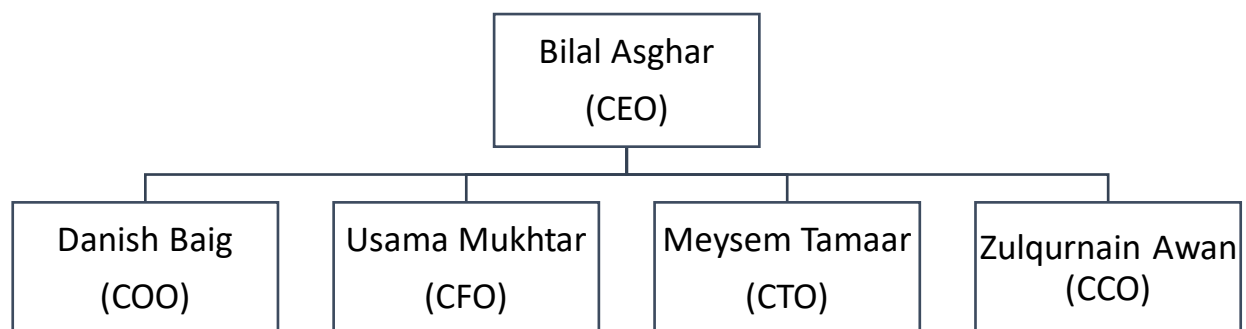 Bilal Asghar
(CEO)
Danish Baig
(COO)
Usama Mukhtar
(CFO)
Meysem Tamaar
(CTO)
Zulqurnain Awan
(CCO)